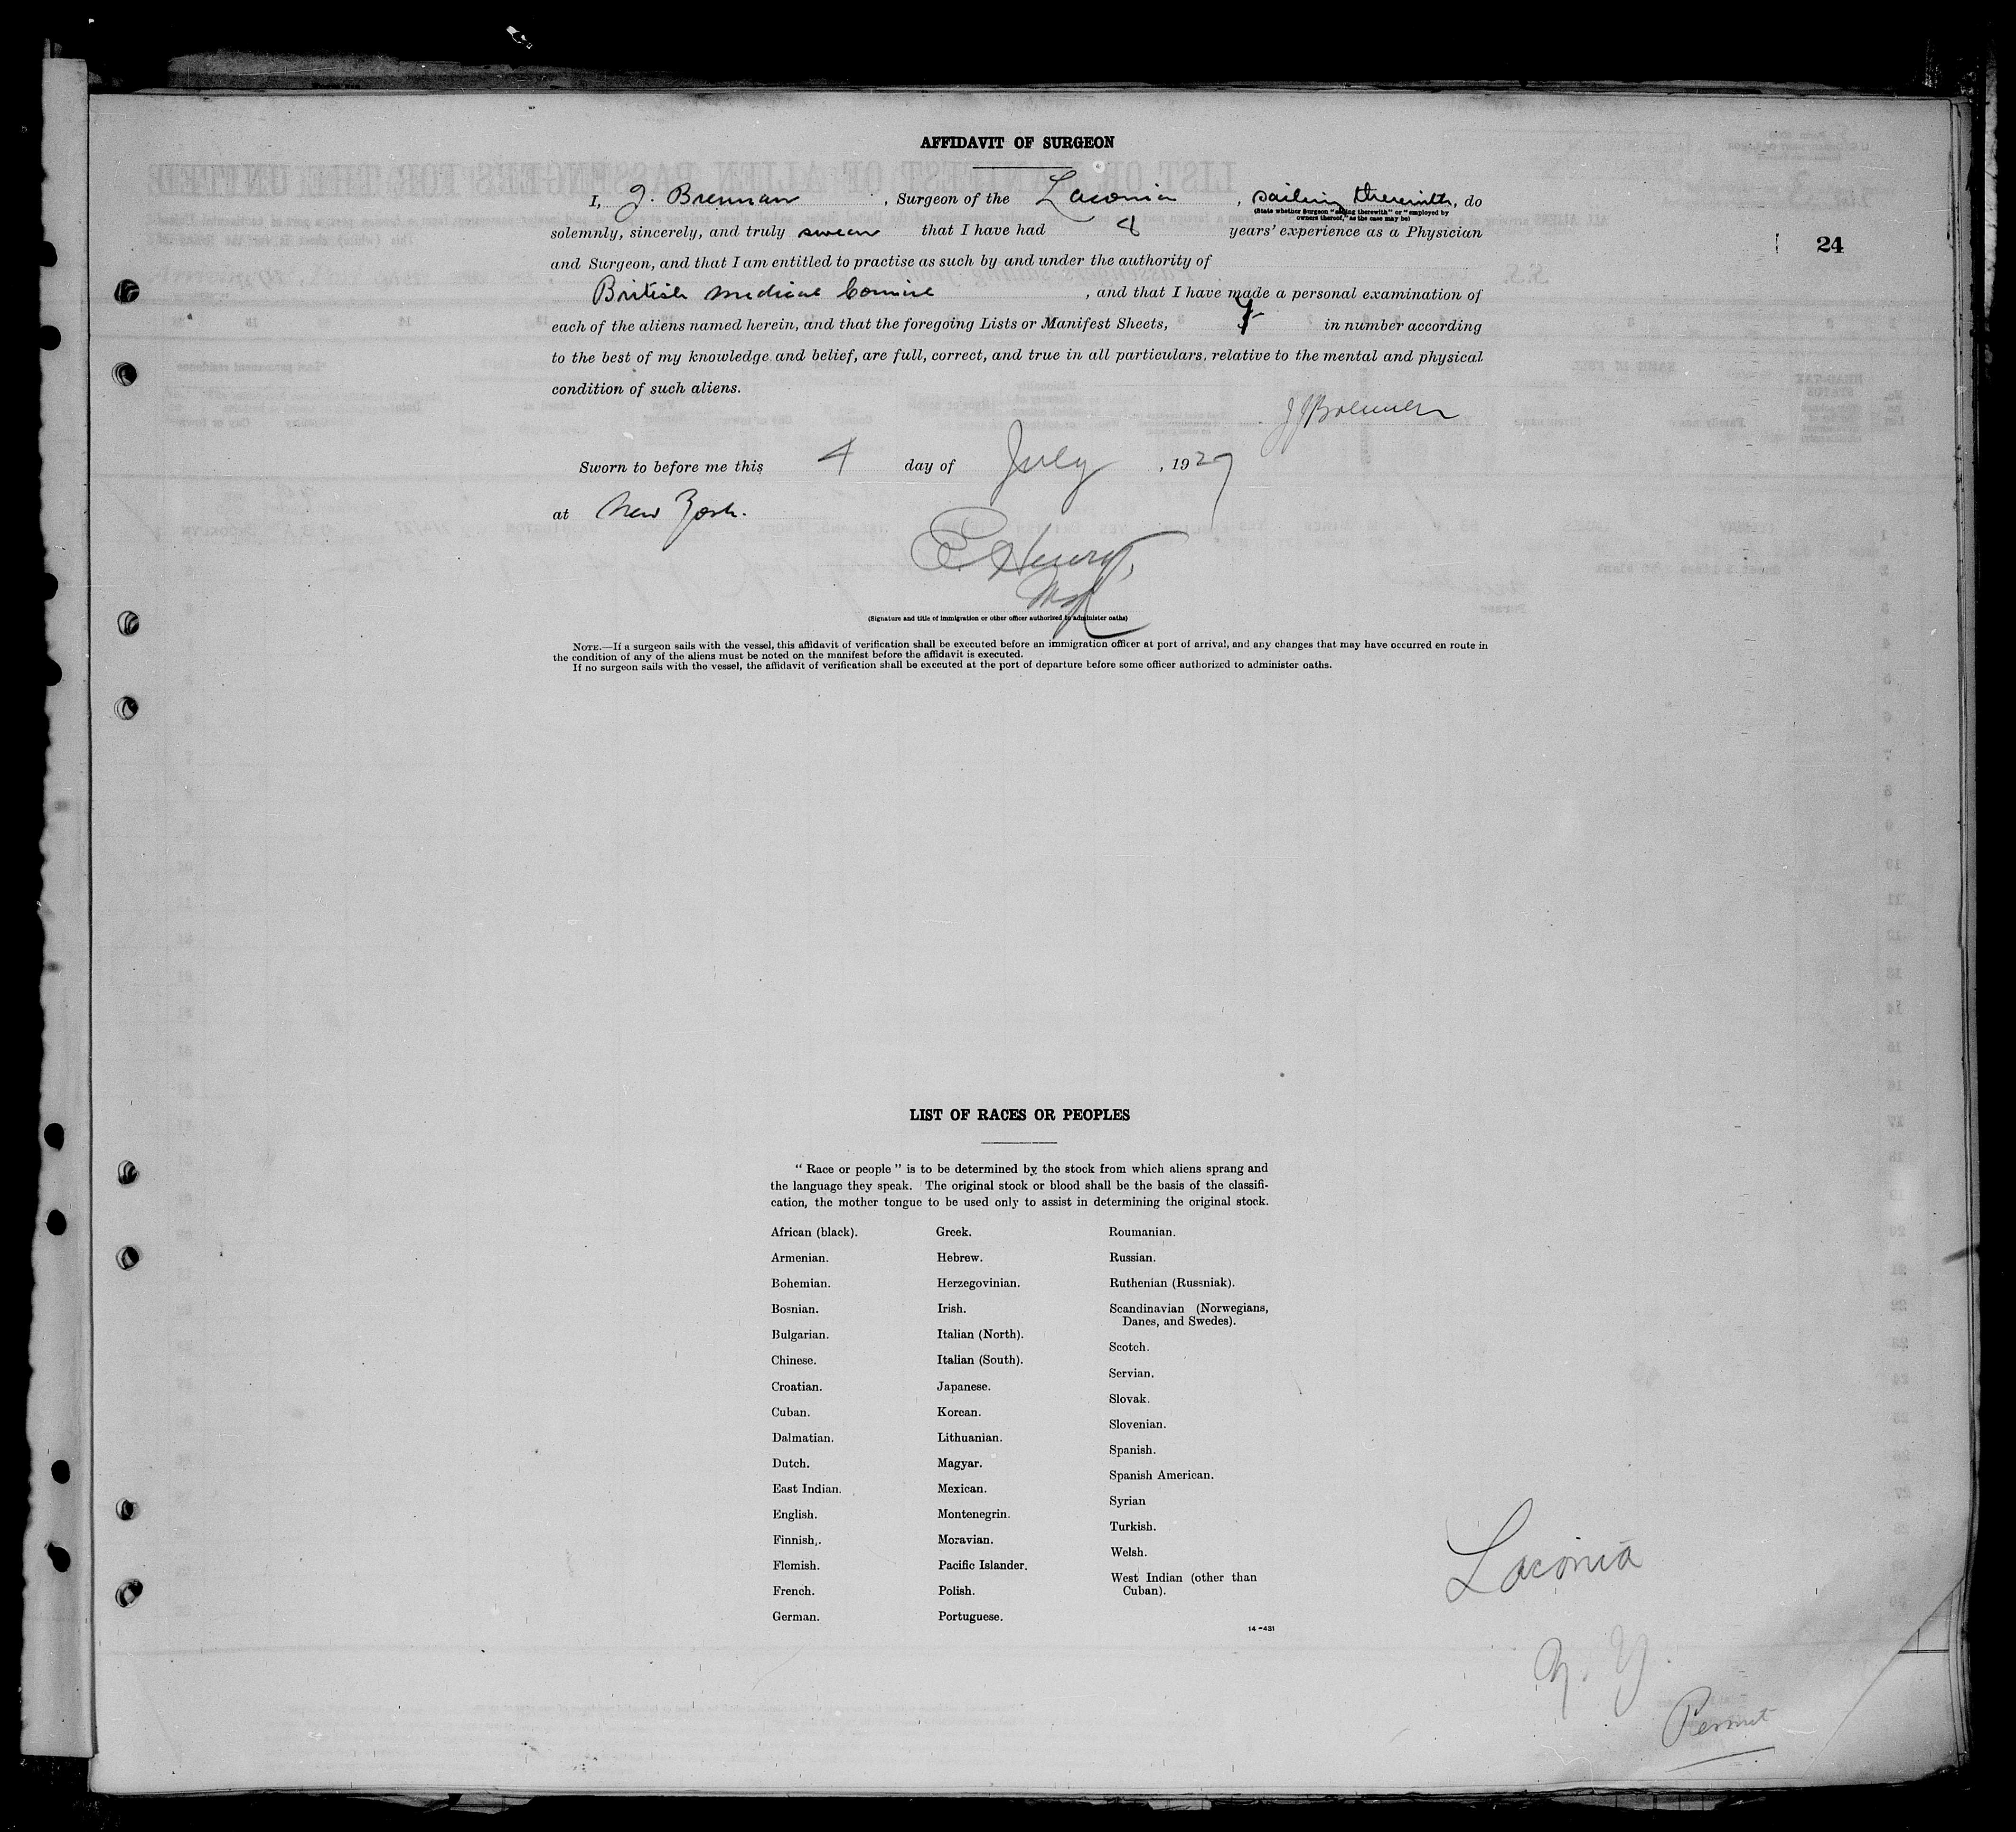 AFFIDAVIT OF SURGEON
I, J. Brennan, Surgeon of the Laconia, sailing therewith, do
(State whether Surgeon "sailing therewith" or "employed by
owners thereof," as the case may be)
solemnly, sincerely, and truly swear that I have had 8 years' experience as a Physician
24
and Surgeon, and that I am entitled to practise as such by and under the authority of
British medical, and that I have made a personal examination of
each of the aliens named herein, and that the foregoing Lists or Manifest Sheets, in number according
to the best of my knowledge and belief, are full, correct, and true in all particulars, relative to the mental and physical
condition of such aliens.
J J Brennan
Sworn to before me this 4 day of July, 1927
at New York.
(Signature and title of immigration or other officer authorized to administer oaths)
NOTE.—If a surgeon sails with the vessel, this affidavit of verification shall be executed before an immigration officer at port of arrival, and any changes that may have occurred en route in
the condition of any of the aliens must be noted on the manifest before the affidavit is executed.
If no surgeon sails with the vessel, the affidavit of verification shall be executed at the port of departure before some officer authorized to administer oaths.
LIST OF RACES OR PEOPLES
"Race or people" is to be determined by the stock from which aliens sprang and
the language they speak. The original stock or blood shall be the basis of the classifi-
cation, the mother tongue to be used only to assist in determining the original stock.
African (black).
Armenian.
Bohemian.
Bosnian.
Bulgarian.
Chinese.
Croatian.
Cuban.
Dalmatian.
Dutch.
East Indian.
English.
Finnish.
Flemish.
French.
German.
Greek.
Hebrew.
Herzegovinian.
Irish.
Italian (North).
Italian (South).
Japanese.
Korean.
Lithuanian.
Magyar.
Mexican.
Montenegrin.
Moravian.
Pacific Islander.
Polish.
Portuguese.
Roumanian.
Russian.
Ruthenian (Russniak).
Scandinavian (Norwegians,
Danes, and Swedes).
Scotch.
Servian.
Slovak.
Slovenian.
Spanish.
Spanish American.
Syrian
Turkish.
Welsh.
West Indian (other than
Cuban).
14-431
Laconia
N. Y.
Permit